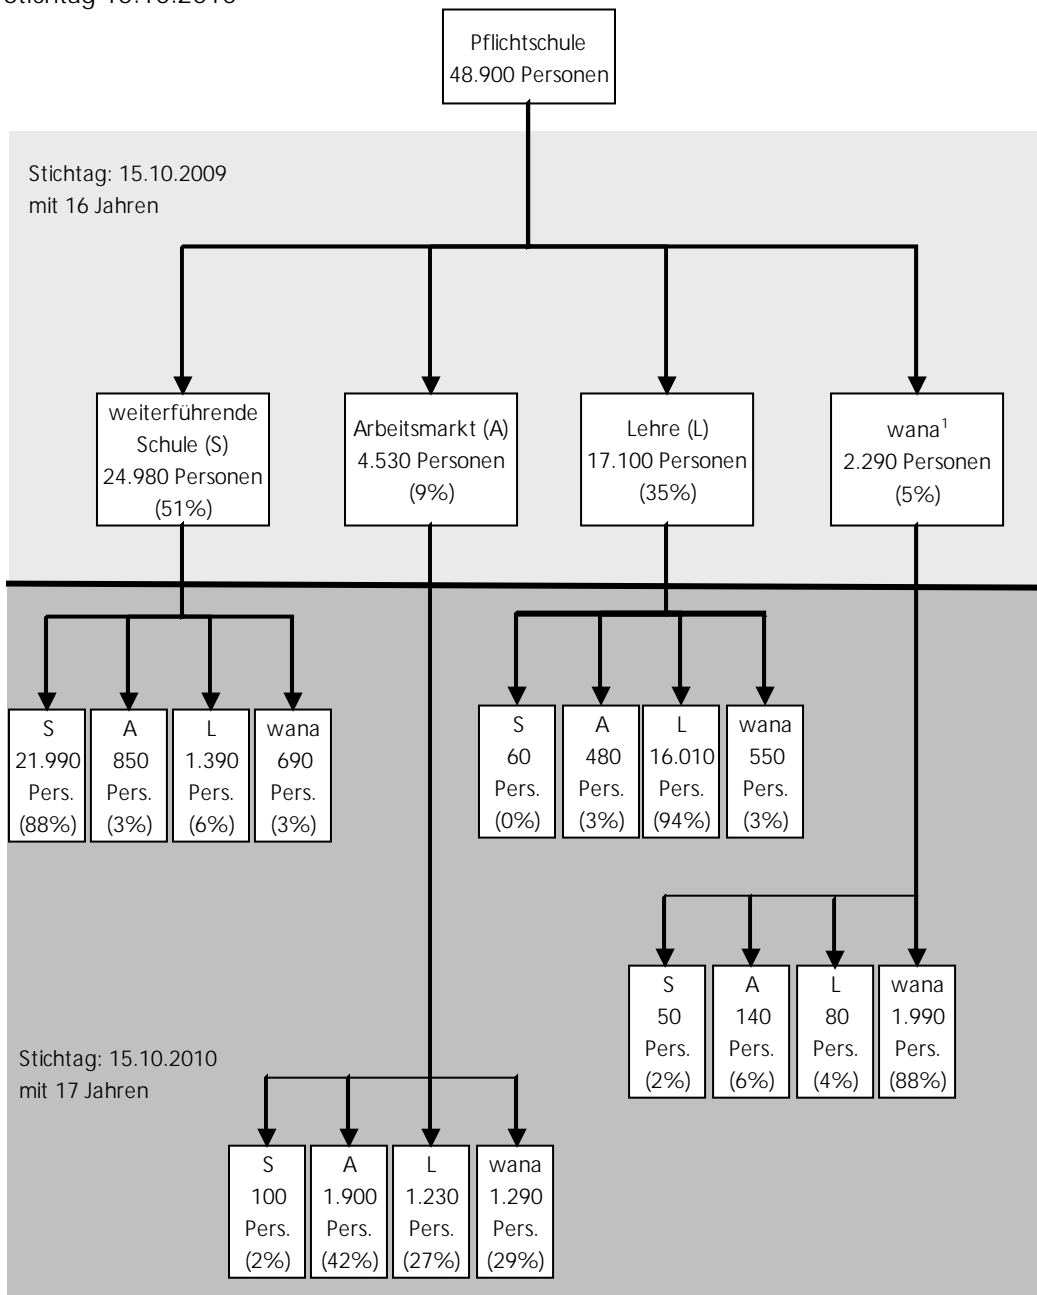 Stichtag 15.10.2010
Pflichtschule
48.900 Personen
Stichtag: 15.10.2009
mit 16 Jahren
weiterführende
Schule (S)
24.980 Personen
(51%)
Arbeitsmarkt (A)
4.530 Personen
(9%)
Lehre (L)
17.100 Personen
(35%)
wana¹
2.290 Personen
(5%)
S
21.990
Pers.
(88%)
A
850
Pers.
(3%)
L
1.390
Pers.
(6%)
wana
690
Pers.
(3%)
S
60
Pers.
(0%)
A
480
Pers.
(3%)
L
16.010
Pers.
(94%)
wana
550
Pers.
(3%)
S
50
Pers.
(2%)
A
140
Pers.
(6%)
L
80
Pers.
(4%)
wana
1.990
Pers.
(88%)
Stichtag: 15.10.2010
mit 17 Jahren
S
100
Pers.
(2%)
A
1.900
Pers.
(42%)
L
1.230
Pers.
(27%)
wana
1.290
Pers.
(29%)